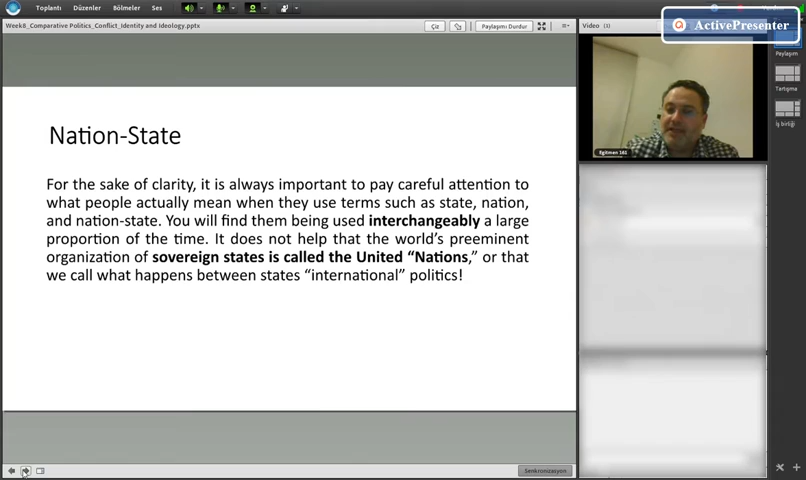 Toplantı Düzenler Bölmeler Ses
Week8_Comparative Politics_Conflict_Identity and Ideology.pptx
Çiz
Paylaşımı Durdur
Video (3)
ActivePresenter
Paylaşım
Tartışma
İş birliği
Eğitmen 161
Nation-State
For the sake of clarity, it is always important to pay careful attention to
what people actually mean when they use terms such as state, nation,
and nation-state. You will find them being used interchangeably a large
proportion of the time. It does not help that the world's preeminent
organization of sovereign states is called the United “Nations,” or that
we call what happens between states “international” politics!
Senkronizasyon